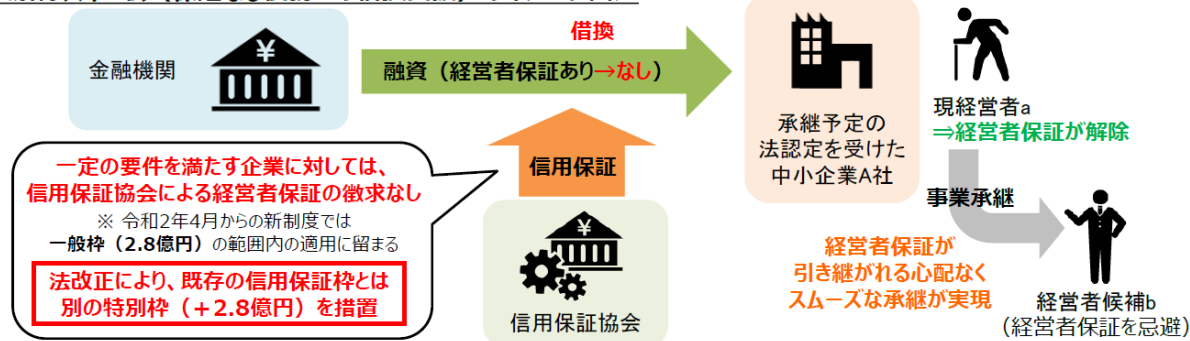 金融機関
¥
借換
融資（経営者保証あり→なし）
承継予定の
法認定を受けた
中小企業A社
現経営者a
⇒経営者保証が解除
一定の要件を満たす企業に対しては、
信用保証協会による経営者保証の徴求なし
※ 令和2年4月からの新制度では
一般枠（2.8億円）の範囲内の適用に留まる
法改正により、既存の信用保証枠とは
別の特別枠（＋2.8億円）を措置
信用保証
¥
信用保証協会
事業承継
経営者保証が
引き継がれる心配なく
スムーズな承継が実現
経営者候補b
（経営者保証を忌避）